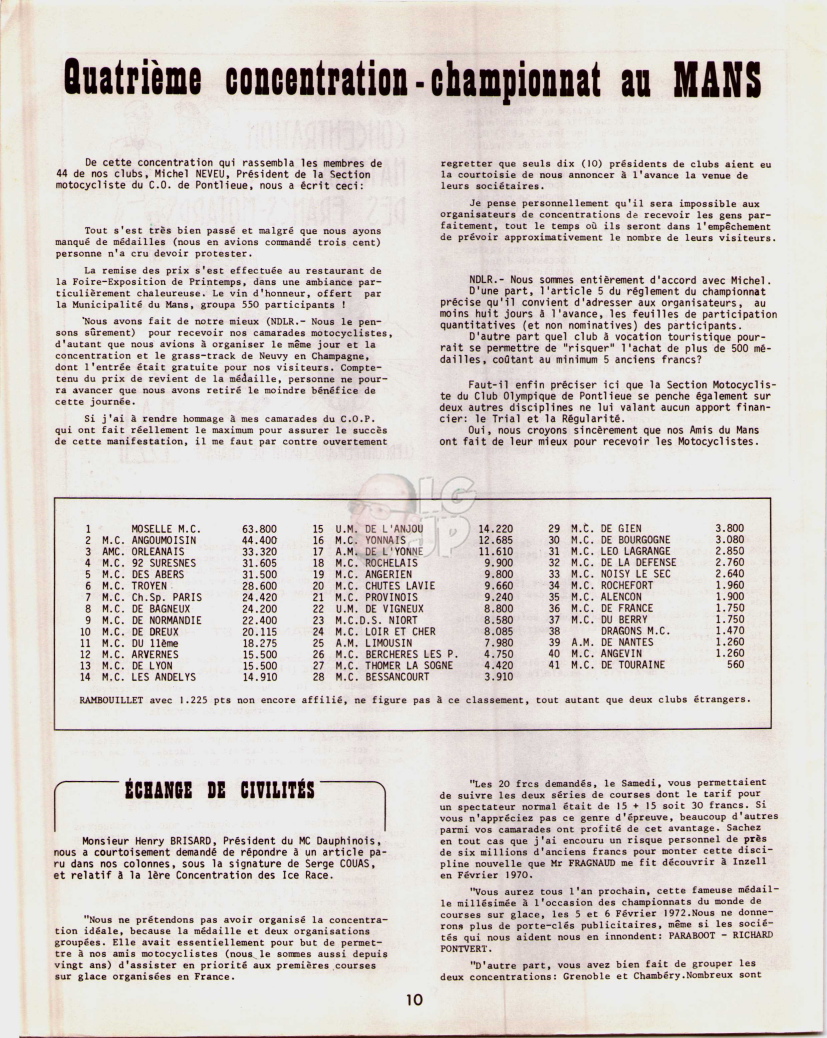 Quatrième concentration - championnat au MANS
De cette concentration qui rassembla les membres de
44 de nos clubs, Michel NEVEU, Président de la Section
motocycliste du C.O. de Pontlieue, nous a écrit ceci:
Tout s'est très bien passé et malgré que nous ayons
manqué de médailles (nous en avions commandé trois cent)
personne n'a cru devoir protester.
La remise des prix s'est effectuée au restaurant de
la Foire-Exposition de Printemps, dans une ambiance par-
ticulièrement chaleureuse. Le vin d'honneur, offert par
la Municipalité du Mans, groupa 550 participants !
"Nous avons fait de notre mieux (NDLR.- Nous le pen-
sons sûrement) pour recevoir nos camarades motocyclistes,
d'autant que nous avions à organiser le même jour et la
concentration et le grass-track de Neuvy en Champagne,
dont l'entrée était gratuite pour nos visiteurs. Compte-
tenu du prix de revient de la médaille, personne ne pour-
ra avancer que nous avons retiré le moindre bénéfice de
cette journée.
Si j'ai à rendre hommage à mes camarades du C.O.P.
qui ont fait réellement le maximum pour assurer le succès
de cette manifestation, il me faut par contre ouvertement
regretter que seuls dix (10) présidents de clubs aient eu
la courtoisie de nous annoncer à l'avance la venue de
leurs sociétaires.
Je pense personnellement qu'il sera impossible aux
organisateurs de concentrations de recevoir les gens par-
faitement, tout le temps où ils seront dans l'empêchement
de prévoir approximativement le nombre de leurs visiteurs.
NDLR.- Nous sommes entièrement d'accord avec Michel.
D'une part, l'article 5 du règlement du championnat
précise qu'il convient d'adresser aux organisateurs, au
moins huit jours à l'avance, les feuilles de participation
quantitatives (et non nominatives) des participants.
D'autre part quel club à vocation touristique pour-
rait se permettre de "risquer" l'achat de plus de 500 mé-
dailles, coûtant au minimum 5 anciens francs?
Faut-il enfin préciser ici que la Section Motocyclis-
te du Club Olympique de Pontlieue se penche également sur
deux autres disciplines ne lui valant aucun apport finan-
cier: le Trial et la Régularité.
Oui, nous croyons sincèrement que nos Amis du Mans
ont fait de leur mieux pour recevoir les Motocyclistes.
LG
JP
1 MOSELLE M.C. 63.800
2 M.C. ANGOUMOISIN 44.400
3 AMC. ORLEANAIS 33.320
4 M.C. 92 SURESNES 31.605
5 M.C. DES ABERS 31.500
6 M.C. TROYEN 28.600
7 M.C. Ch.Sp. PARIS 24.420
8 M.C. DE BAGNEUX 24.200
9 M.C. DE NORMANDIE 22.400
10 M.C. DE DREUX 20.115
11 M.C. DU 11ème 18.275
12 M.C. ARVERNES 15.500
13 M.C. DE LYON 15.500
14 M.C. LES ANDELYS 14.910
15 U.M. DE L'ANJOU 14.220
16 M.C. YONNAIS 12.685
17 A.M. DE L'YONNE 11.610
18 M.C. ROCHELAIS 9.900
19 M.C. ANGERIEN 9.800
20 M.C. CHUTES LAVIE 9.660
21 M.C. PROVINOIS 9.240
22 U.M. DE VIGNEUX 8.800
23 M.C.D.S. NIORT 8.580
24 M.C. LOIR ET CHER 8.085
25 A.M. LIMOUSIN 7.980
26 M.C. BERCHERES LES P. 4.750
27 M.C. THOMER LA SOGNE 4.420
28 M.C. BESSANCOURT 3.910
29 M.C. DE GIEN 3.800
30 M.C. DE BOURGOGNE 3.080
31 M.C. LEO LAGRANGE 2.850
32 M.C. DE LA DEFENSE 2.760
33 M.C. NOISY LE SEC 2.640
34 M.C. ROCHEFORT 1.960
35 M.C. ALENCON 1.900
36 M.C. DE FRANCE 1.750
37 M.C. DU BERRY 1.750
38 DRAGONS M.C. 1.470
39 A.M. DE NANTES 1.260
40 M.C. ANGEVIN 1.260
41 M.C. DE TOURAINE 560
RAMBOUILLET avec 1.225 pts non encore affilié, ne figure pas à ce classement, tout autant que deux clubs étrangers.
ÉCHANGE DE CIVILITÉS
Monsieur Henry BRISARD, Président du MC Dauphinois,
nous a courtoisement demandé de répondre à un article pa-
ru dans nos colonnes, sous la signature de Serge COUAS,
et relatif à la 1ère Concentration des Ice Race.
"Nous ne prétendons pas avoir organisé la concentra-
tion idéale, because la médaille et deux organisations
groupées. Elle avait essentiellement pour but de permet-
tre à nos amis motocyclistes (nous le sommes aussi depuis
vingt ans) d'assister en priorité aux premières courses
sur glace organisées en France.
"Les 20 frcs demandés, le Samedi, vous permettaient
de suivre les deux séries de courses dont le tarif pour
un spectateur normal était de 15 + 15 soit 30 francs. Si
vous n'appréciez pas ce genre d'épreuve, beaucoup d'autres
parmi vos camarades ont profité de cet avantage. Sachez
en tout cas que j'ai encouru un risque personnel de près
de six millions d'anciens francs pour monter cette disci-
pline nouvelle que Mr FRAGNAUD me fit découvrir à Inzell
en Février 1970.
"Vous aurez tous l'an prochain, cette fameuse médail-
le millésimée à l'occasion des championnats du monde de
courses sur glace, les 5 et 6 Février 1972.Nous ne donne-
rons plus de porte-clés publicitaires, même si les socié-
tés qui nous aident nous en innondent: PARABOOT - RICHARD
PONTVERT.
"D'autre part, vous avez bien fait de grouper les
deux concentrations: Grenoble et Chambéry.Nombreux sont
10